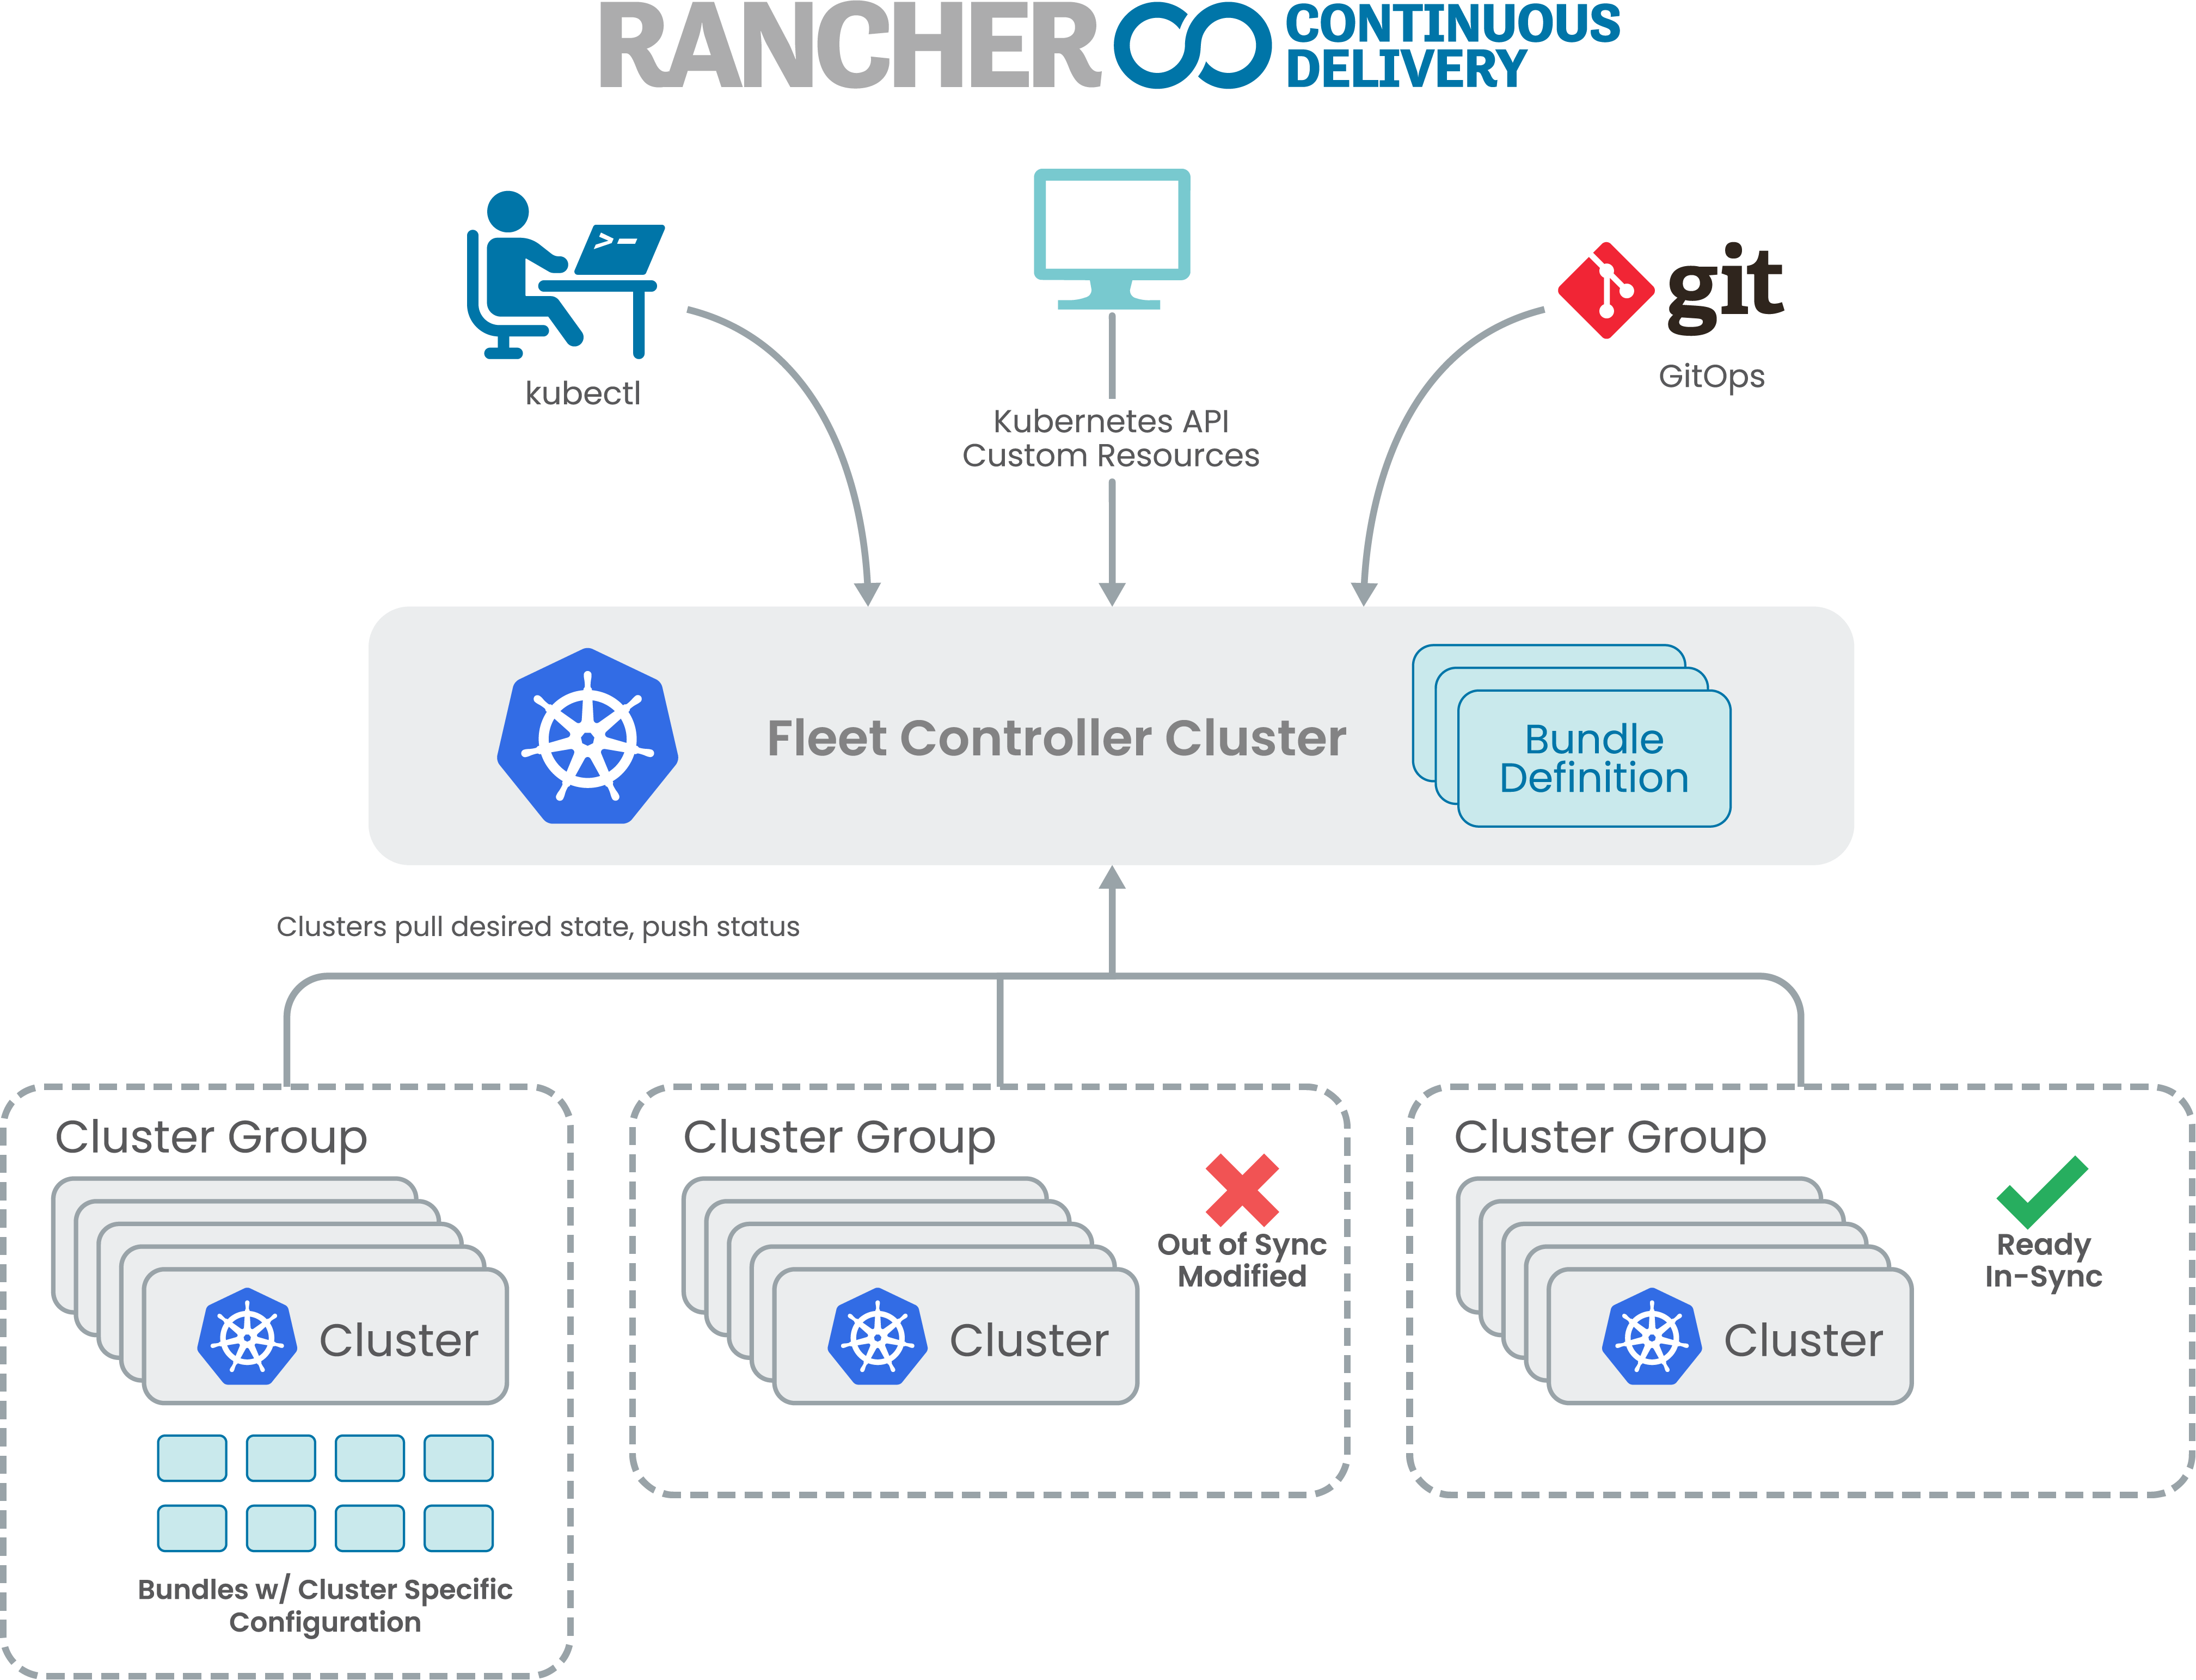 RANCHER
CONTINUOUS
DELIVERY
>-
kubectl
Kubernetes API
Custom Resources
git
GitOps
Fleet Controller Cluster
Bundle
Definition
Clusters pull desired state, push status
Cluster Group
Cluster
Bundles w/ Cluster Specific
Configuration
Cluster Group
Out of Sync
Modified
Cluster
Cluster Group
Ready
In-Sync
Cluster